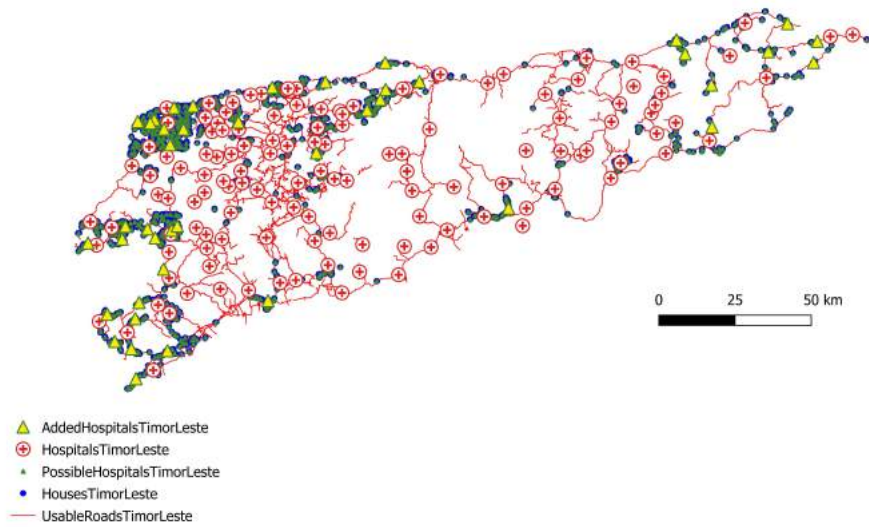 0 25 50 km
AddedHospitalsTimorLeste
HospitalsTimorLeste
PossibleHospitalsTimorLeste
HousesTimorLeste
UsableRoadsTimorLeste